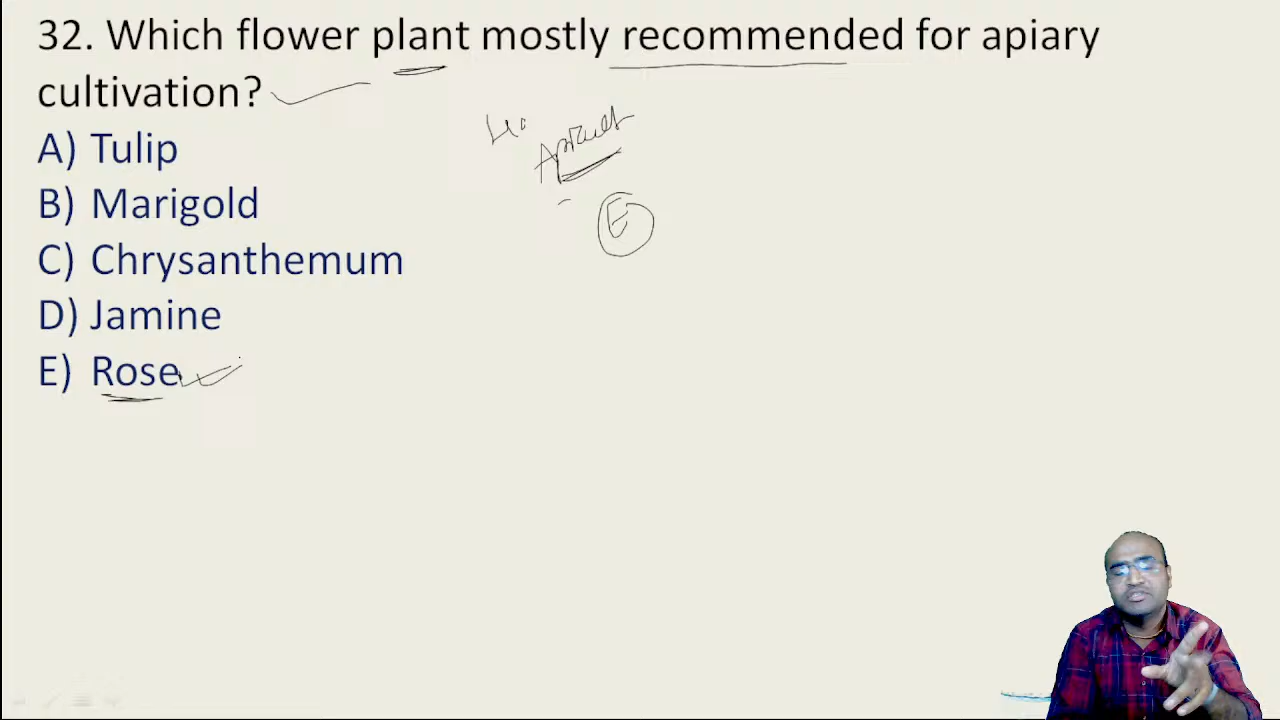 32. Which flower plant mostly recommended for apiary
cultivation?
A) Tulip
B) Marigold
C) Chrysanthemum
D) Jamine
E) Rose
E